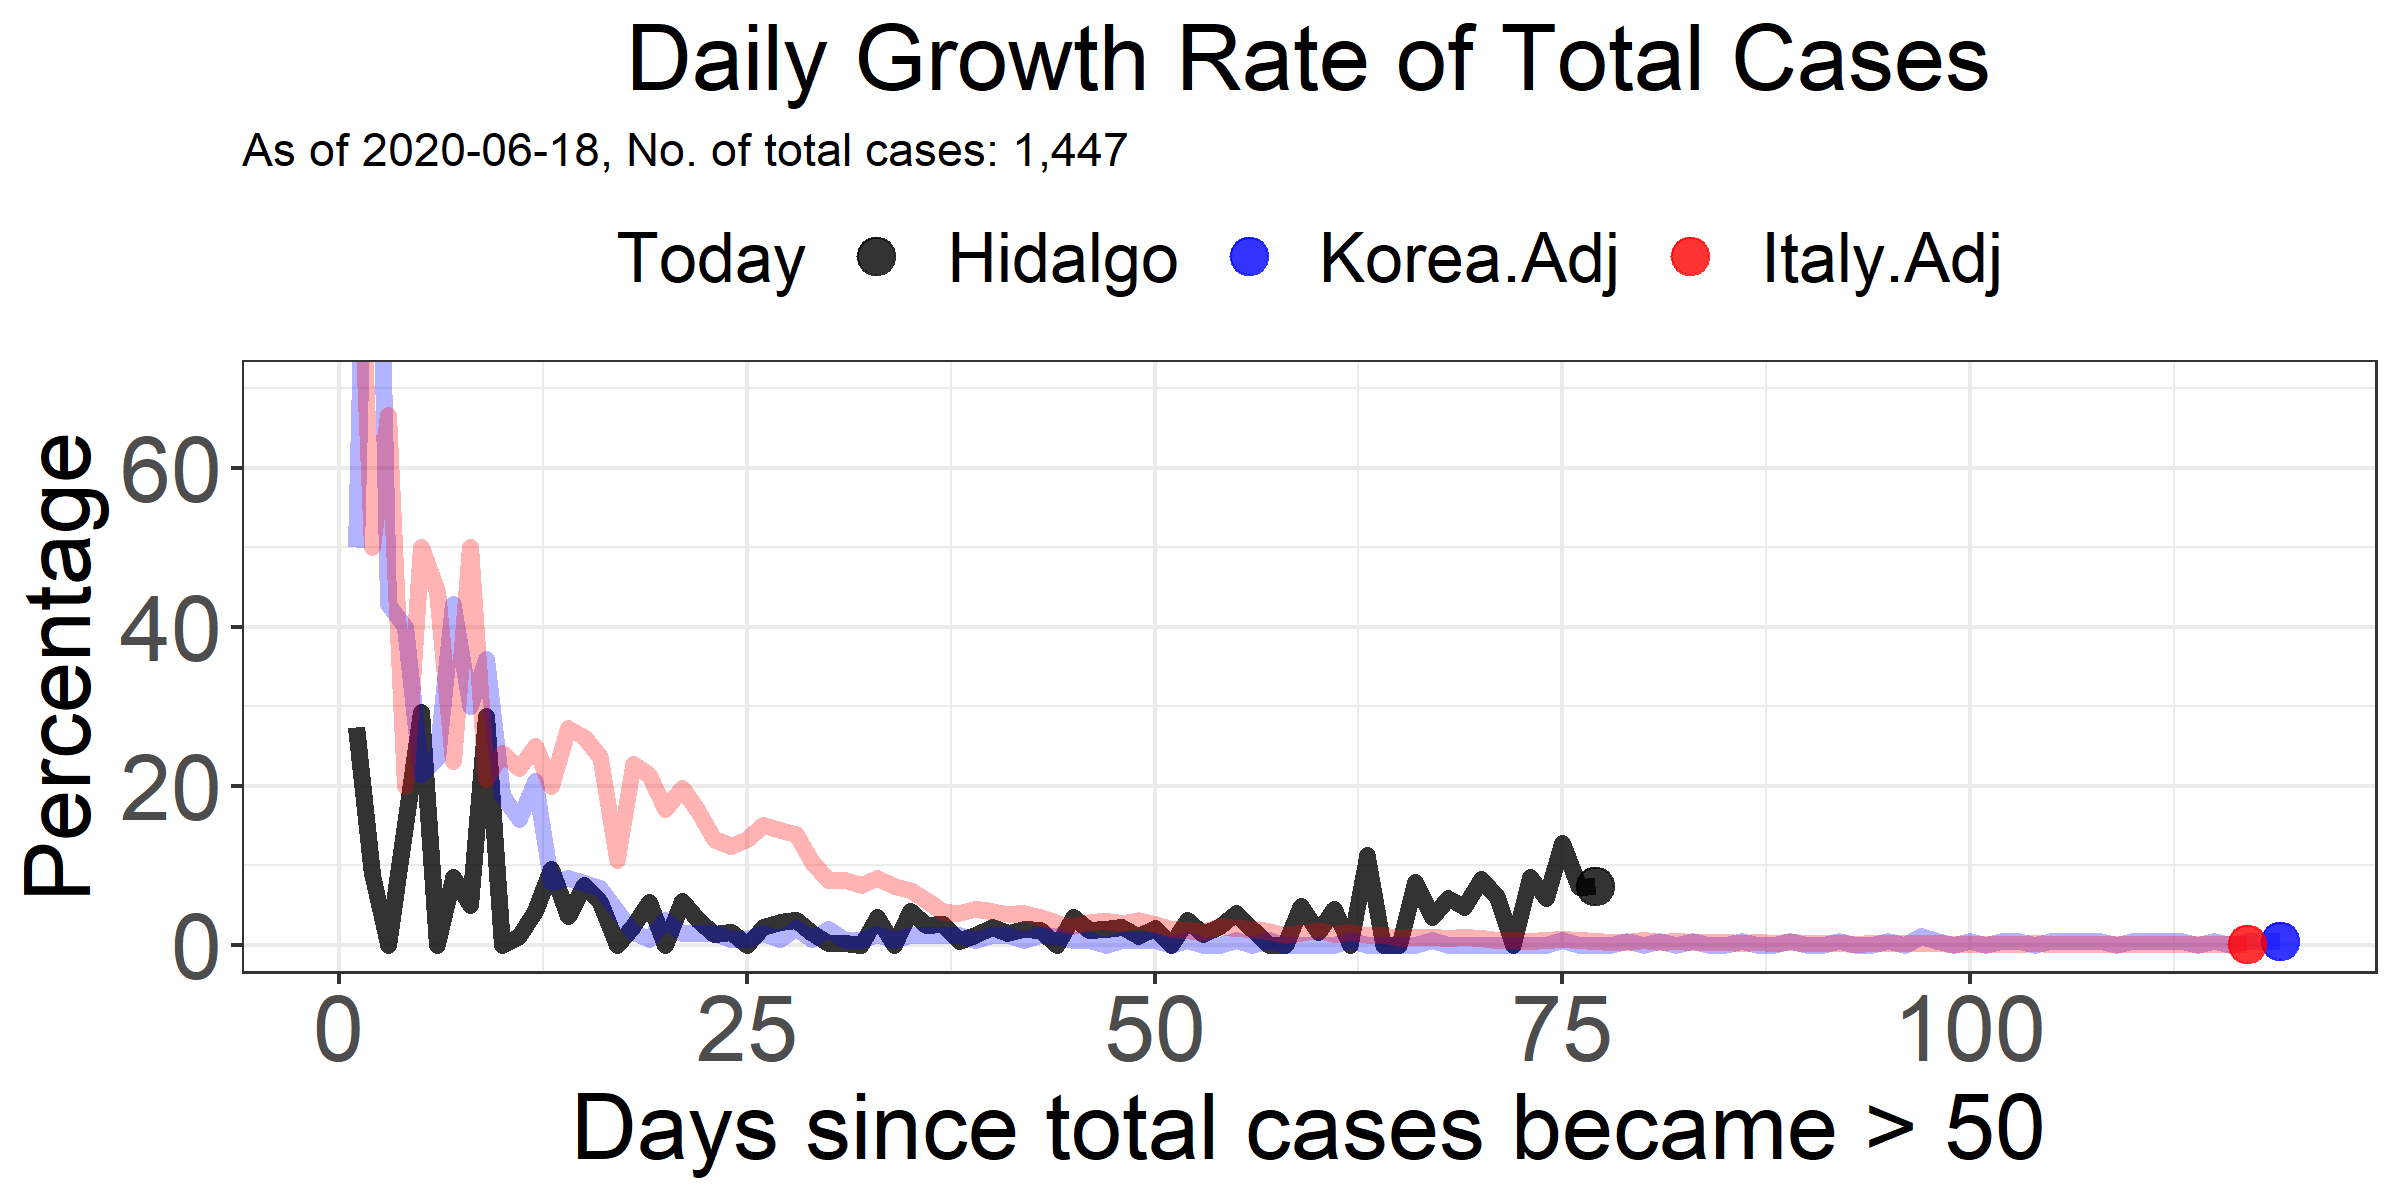 Daily Growth Rate of Total Cases
As of 2020-06-18, No. of total cases: 1,447
Today Hidalgo Korea.Adj Italy.Adj
Percentage
60
40
20
0
0 25 50 75 100
Days since total cases became > 50